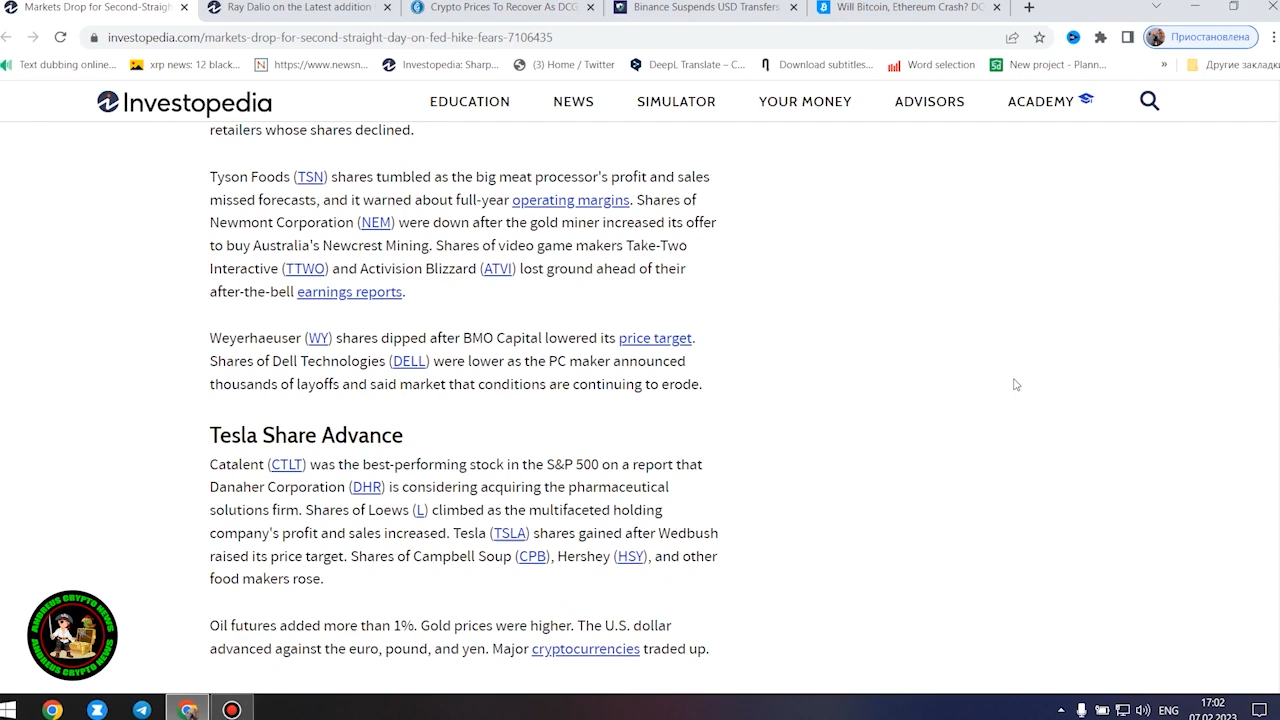 Markets Drop for Second-Straigh
Ray Dalio on the Latest addition
Crypto Prices To Recover As DCG
Binance Suspends USD Transfers
Will Bitcoin, Ethereum Crash? DC
investopedia.com/markets-drop-for-second-straight-day-on-fed-hike-fears-7106435
Приостановлена
Text dubbing online...
xrp news: 12 black...
https://www.newsn...
Investopedia: Sharp...
(3) Home / Twitter
DeepL Translate – C...
Download subtitles...
Word selection
New project - Plann...
»
Другие закладки
Investopedia
EDUCATION
NEWS
SIMULATOR
YOUR MONEY
ADVISORS
ACADEMY
retailers whose shares declined.
Tyson Foods (TSN) shares tumbled as the big meat processor's profit and sales
missed forecasts, and it warned about full-year operating margins. Shares of
Newmont Corporation (NEM) were down after the gold miner increased its offer
to buy Australia's Newcrest Mining. Shares of video game makers Take-Two
Interactive (TTWO) and Activision Blizzard (ATVI) lost ground ahead of their
after-the-bell earnings reports.
Weyerhaeuser (WY) shares dipped after BMO Capital lowered its price target.
Shares of Dell Technologies (DELL) were lower as the PC maker announced
thousands of layoffs and said market that conditions are continuing to erode.
Tesla Share Advance
Catalent (CTLT) was the best-performing stock in the S&P 500 on a report that
Danaher Corporation (DHR) is considering acquiring the pharmaceutical
solutions firm. Shares of Loews (L) climbed as the multifaceted holding
company's profit and sales increased. Tesla (TSLA) shares gained after Wedbush
raised its price target. Shares of Campbell Soup (CPB), Hershey (HSY), and other
food makers rose.
Oil futures added more than 1%. Gold prices were higher. The U.S. dollar
advanced against the euro, pound, and yen. Major cryptocurrencies traded up.
ANDREUS CRYPTO NEWS
ANDREUS CRYPTO NEWS
ENG
17:02
07.02.2023